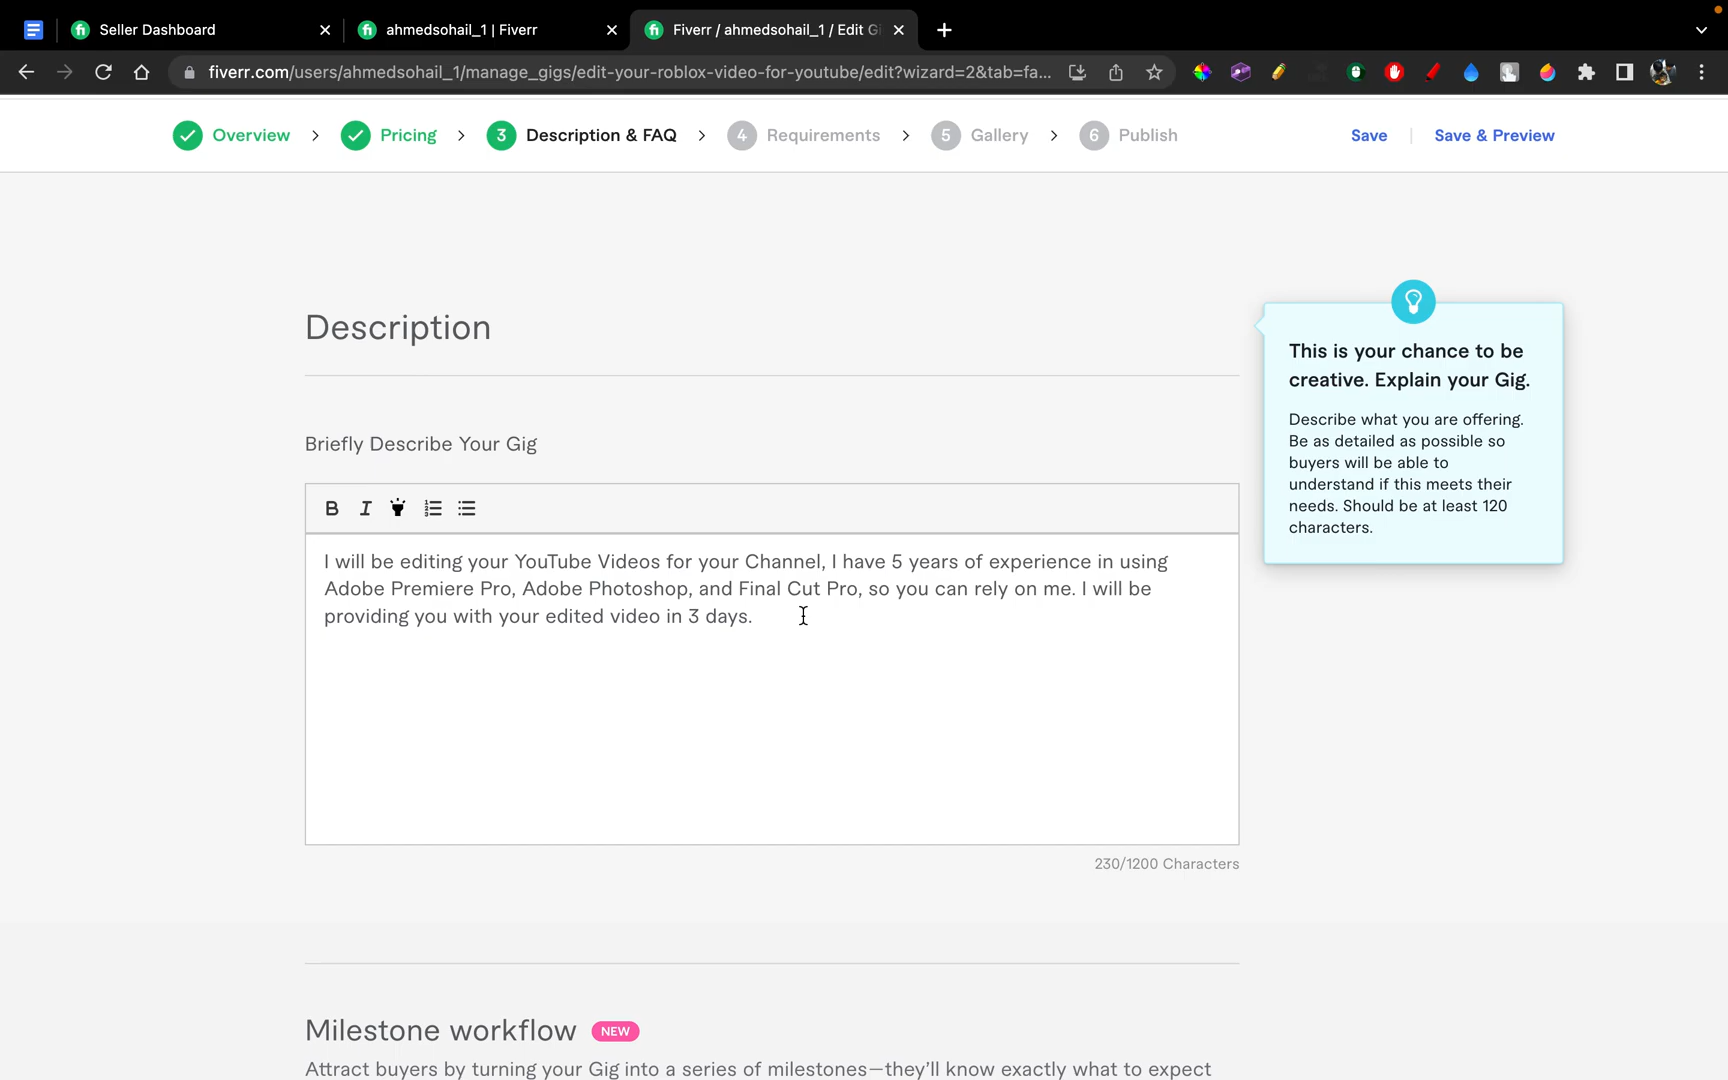 Seller Dashboard
ahmedsohail_1 | Fiverr
Fiverr / ahmedsohail_1 / Edit G
fiverr.com/users/ahmedsohail_1/manage_gigs/edit-your-roblox-video-for-youtube/edit?wizard=2&tab=fa...
Overview
Pricing
3 Description & FAQ
4 Requirements
5 Gallery
6 Publish
Save
Save & Preview
Description
Briefly Describe Your Gig
B I
I will be editing your YouTube Videos for your Channel, I have 5 years of experience in using
Adobe Premiere Pro, Adobe Photoshop, and Final Cut Pro, so you can rely on me. I will be
providing you with your edited video in 3 days.
230/1200 Characters
This is your chance to be
creative. Explain your Gig.
Describe what you are offering.
Be as detailed as possible so
buyers will be able to
understand if this meets their
needs. Should be at least 120
characters.
Milestone workflow NEW
Attract buyers by turning your Gig into a series of milestones—they'll know exactly what to expect